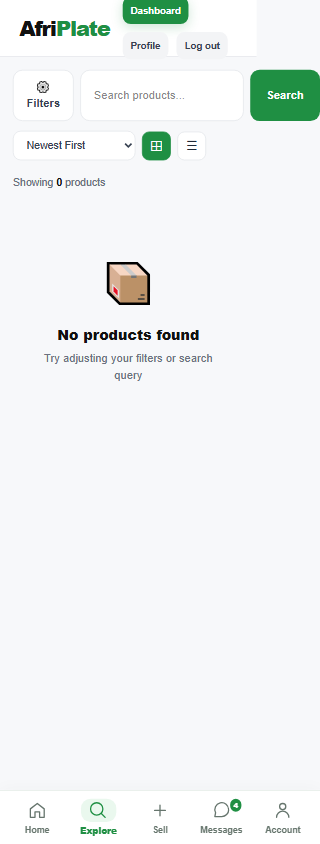 AfriPlate
Dashboard
Profile
Log out
Filters
Search products...
Search
Newest First
Showing 0 products
No products found
Try adjusting your filters or search
query
Home
Explore
Sell
Messages
4
Account